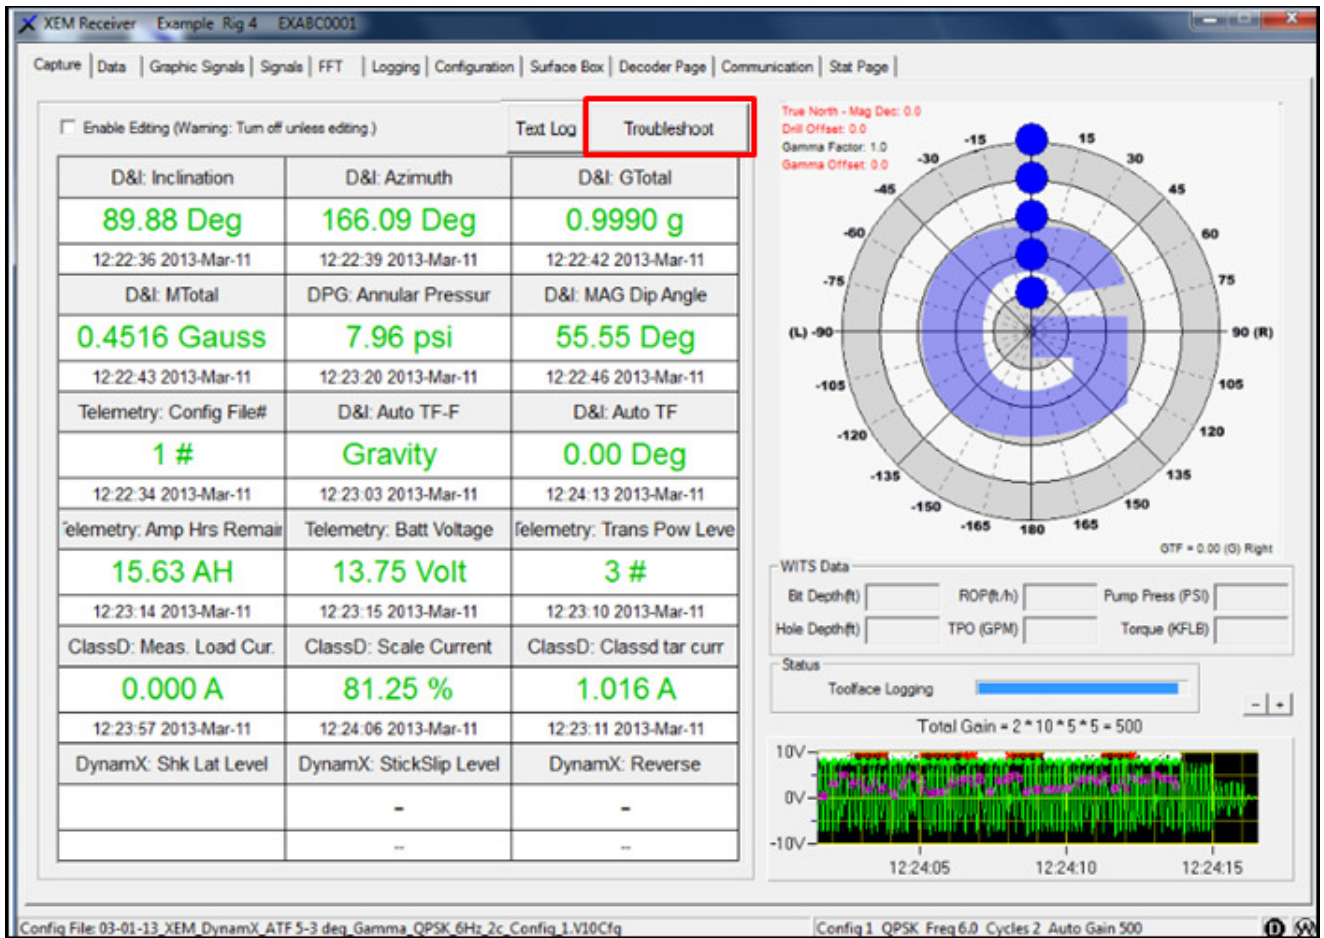 XEM Receiver Example Rig 4 EXABC0001
Capture Data Graphic Signals Signals FFT Logging Configuration Surface Box Decoder Page Communication Stat Page
Enable Editing (Warning: Turn off unless editing.) Text Log Troubleshoot
D&I: Inclination D&I: Azimuth D&I: GTotal
89.88 Deg 166.09 Deg 0.9990 g
12:22:36 2013-Mar-11 12:22:39 2013-Mar-11 12:22:42 2013-Mar-11
D&I: MTotal DPG: Annular Pressur D&I: MAG Dip Angle
0.4516 Gauss 7.96 psi 55.55 Deg
12:22:43 2013-Mar-11 12:23:20 2013-Mar-11 12:22:46 2013-Mar-11
Telemetry: Config File# D&I: Auto TF-F D&I: Auto TF
1 # Gravity 0.00 Deg
12:22:34 2013-Mar-11 12:23:03 2013-Mar-11 12:24:13 2013-Mar-11
elemetry: Amp Hrs Remair Telemetry: Batt Voltage elemetry: Trans Pow Leve
15.63 AH 13.75 Volt 3 #
12:23:14 2013-Mar-11 12:23:15 2013-Mar-11 12:23:10 2013-Mar-11
ClassD: Meas. Load Cur. ClassD: Scale Current ClassD: Classd tar curr
0.000 A 81.25 % 1.016 A
12:23:57 2013-Mar-11 12:24:06 2013-Mar-11 12:23:11 2013-Mar-11
DynamX: Shk Lat Level DynamX: StickSlip Level DynamX: Reverse
- -
-- --
True North - Mag Dec: 0.0
Drill Offset: 0.0
Gamma Factor: 1.0
Gamma Offset: 0.0
-15 15
-30 30
-45 45
-60 60
-75 75
(L) -90 90 (R)
-105 105
-120 120
-135 135
-150 150
-165 180 165
G
GTF = 0.00 (G) Right
WITS Data
Bit Depth(ft) ROP(ft/h) Pump Press (PSI)
Hole Depth(ft) TPO (GPM) Torque (KFLB)
Status
Toolface Logging
- +
Total Gain = 2 * 10 * 5 * 5 = 500
10V
0V
-10V
12:24:05 12:24:10 12:24:15
Config File: 03-01-13_XEM_DynamX_ATF 5-3 deg_Gamma_QPSK_6Hz_2c_Config_1.V10Cfg Config 1 QPSK Freq 6.0 Cycles 2 Auto Gain 500 D W